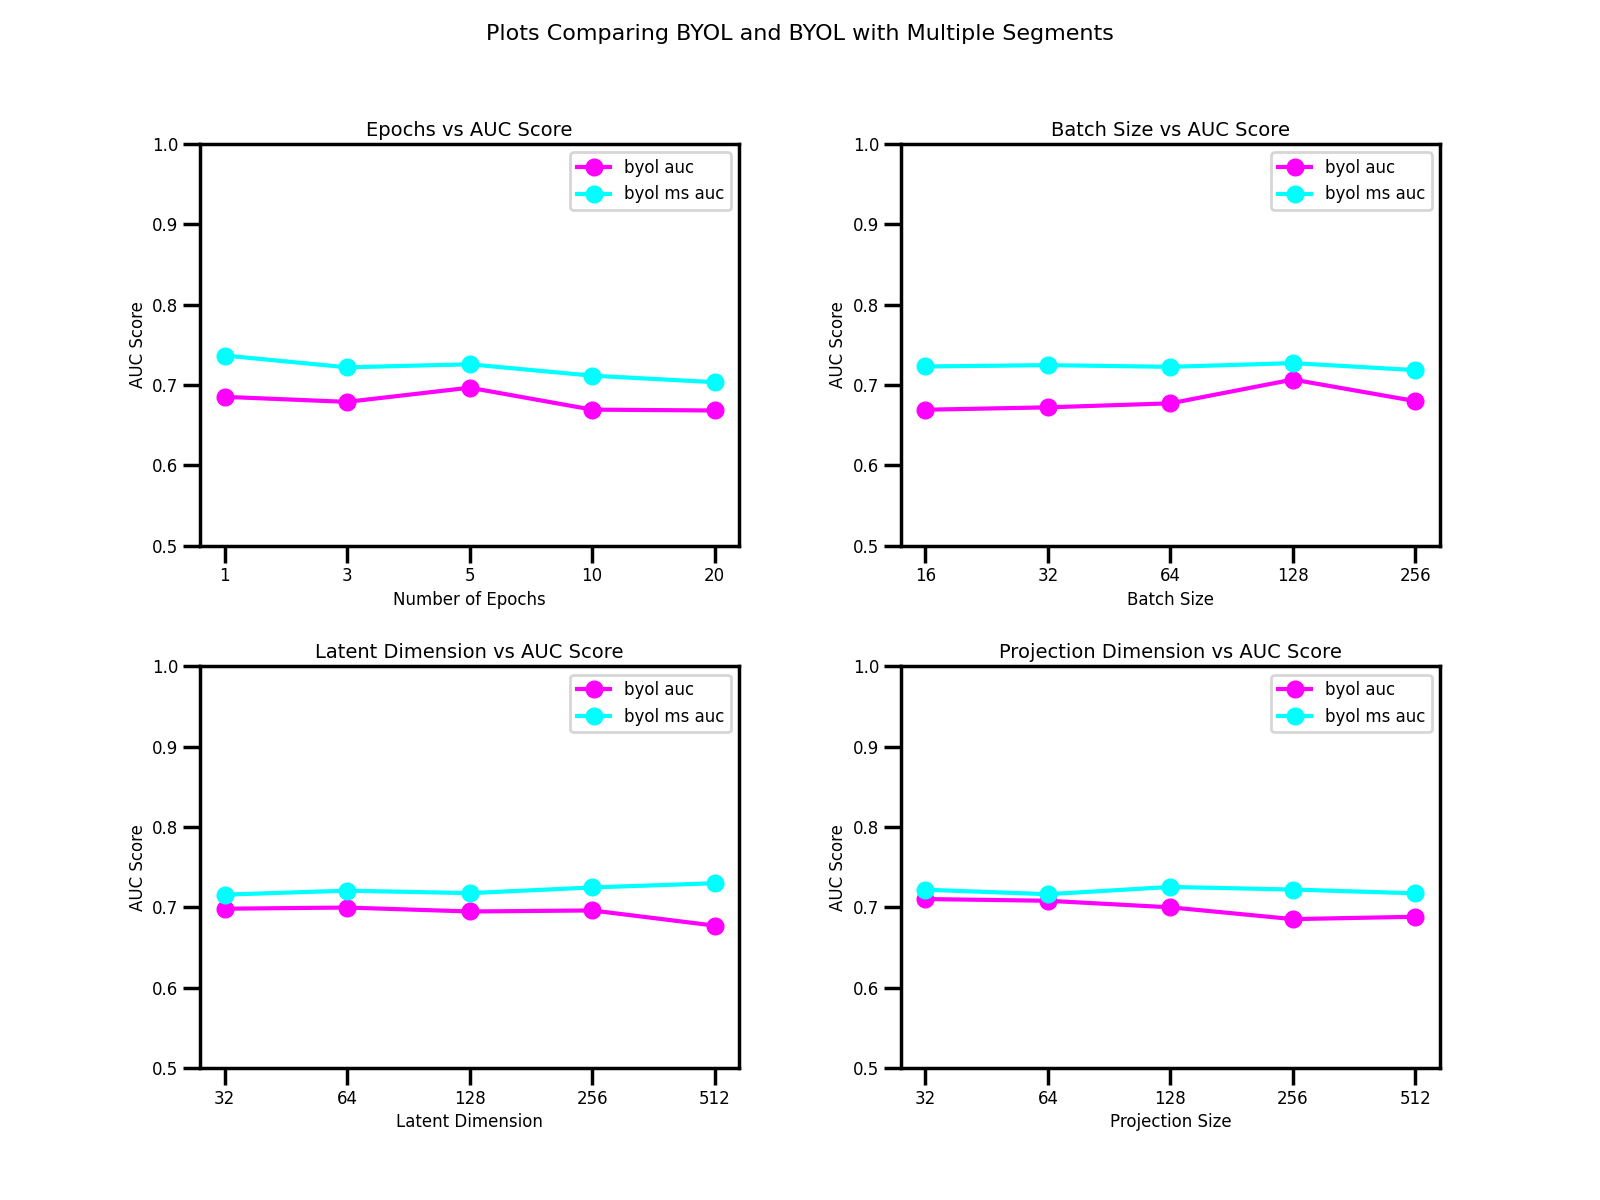 Plots Comparing BYOL and BYOL with Multiple Segments
Epochs vs AUC Score
1.0
0.9
0.8
0.7
0.6
0.5
AUC Score
byol auc
byol ms auc
1 3 5 10 20
Number of Epochs
Batch Size vs AUC Score
1.0
0.9
0.8
0.7
0.6
0.5
AUC Score
byol auc
byol ms auc
16 32 64 128 256
Batch Size
Latent Dimension vs AUC Score
1.0
0.9
0.8
0.7
0.6
0.5
AUC Score
byol auc
byol ms auc
32 64 128 256 512
Latent Dimension
Projection Dimension vs AUC Score
1.0
0.9
0.8
0.7
0.6
0.5
AUC Score
byol auc
byol ms auc
32 64 128 256 512
Projection Size